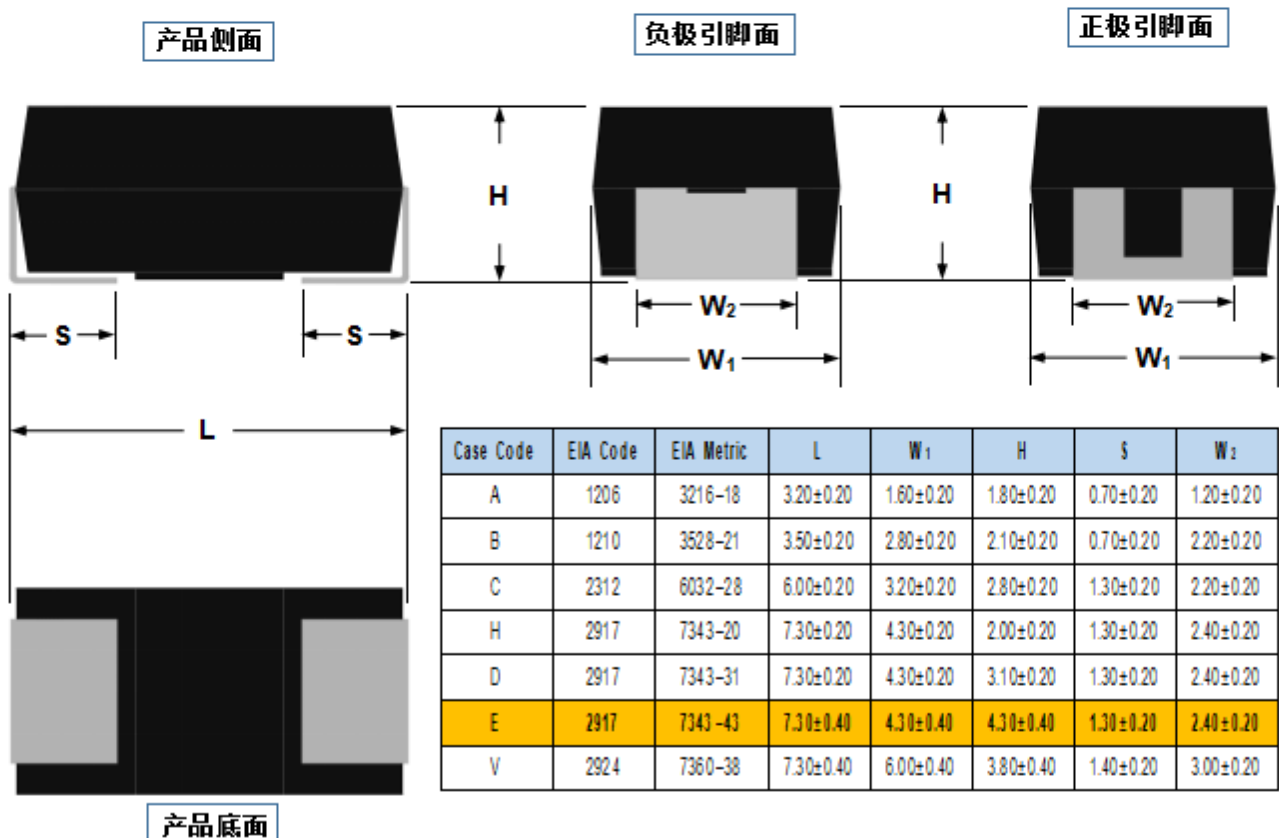 产品侧面
负极引脚面
正极引脚面
H
H
S
S
W₂
W₁
W₂
W₁
L
Case Code EIA Code EIA Metric L W₁ H S W₂
A 1206 3216-18 3.20±0.20 1.60±0.20 1.80±0.20 0.70±0.20 1.20±0.20
B 1210 3528-21 3.50±0.20 2.80±0.20 2.10±0.20 0.70±0.20 2.20±0.20
C 2312 6032-28 6.00±0.20 3.20±0.20 2.80±0.20 1.30±0.20 2.20±0.20
H 2917 7343-20 7.30±0.20 4.30±0.20 2.00±0.20 1.30±0.20 2.40±0.20
D 2917 7343-31 7.30±0.20 4.30±0.20 3.10±0.20 1.30±0.20 2.40±0.20
E 2917 7343-43 7.30±0.40 4.30±0.40 4.30±0.40 1.30±0.20 2.40±0.20
V 2924 7360-38 7.30±0.40 6.00±0.40 3.80±0.40 1.40±0.20 3.00±0.20
产品底面